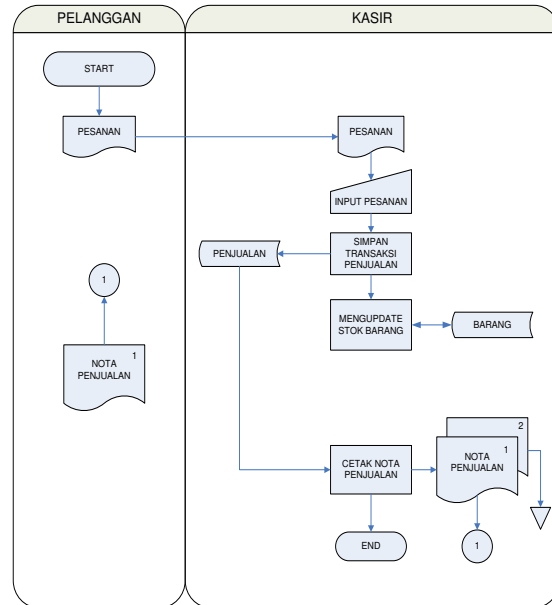 PELANGGAN
KASIR
START
PESANAN
PESANAN
INPUT PESANAN
SIMPAN
TRANSAKSI
PENJUALAN
PENJUALAN
1
MENGUPDATE
STOK BARANG
BARANG
1
NOTA
PENJUALAN
CETAK NOTA
PENJUALAN
2
1
NOTA
PENJUALAN
END
1